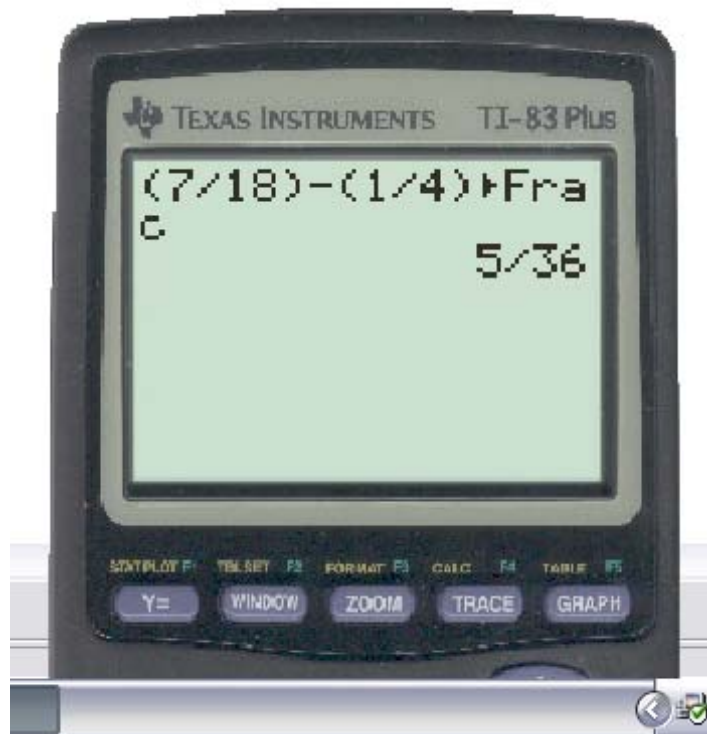 TEXAS INSTRUMENTS TI-83 Plus
(7/18)-(1/4)▶Fra
c
5/36
STAT PLOT F1 TBLSET F2 FORMAT F3 CALC F4 TABLE F5
Y= WINDOW ZOOM TRACE GRAPH